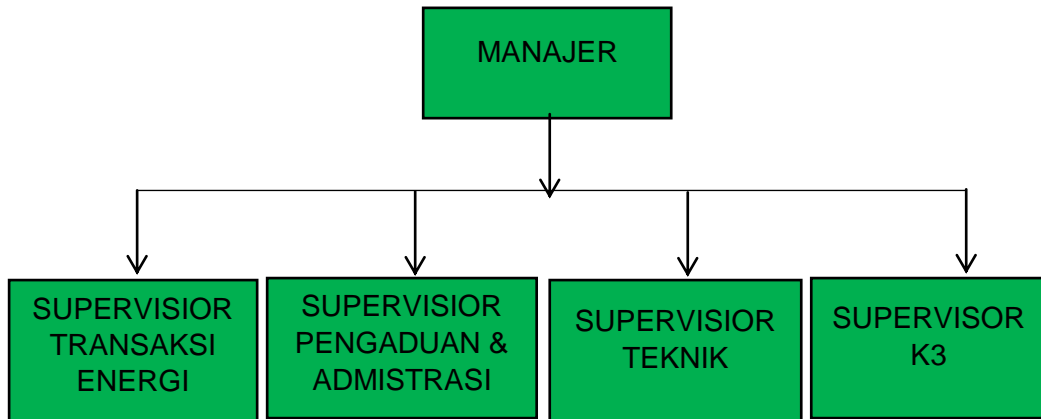 MANAJER
SUPERVISIOR
TRANSAKSI
ENERGI
SUPERVISIOR
PENGADUAN &
ADMISTRASI
SUPERVISIOR
TEKNIK
SUPERVISOR
K3